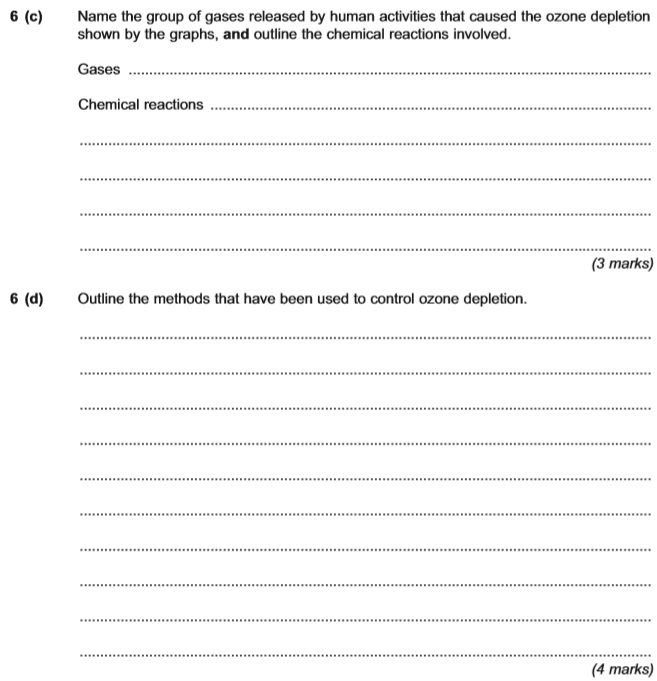 6 (c) Name the group of gases released by human activities that caused the ozone depletion
shown by the graphs, and outline the chemical reactions involved.
Gases
Chemical reactions
(3 marks)
6 (d) Outline the methods that have been used to control ozone depletion.
(4 marks)